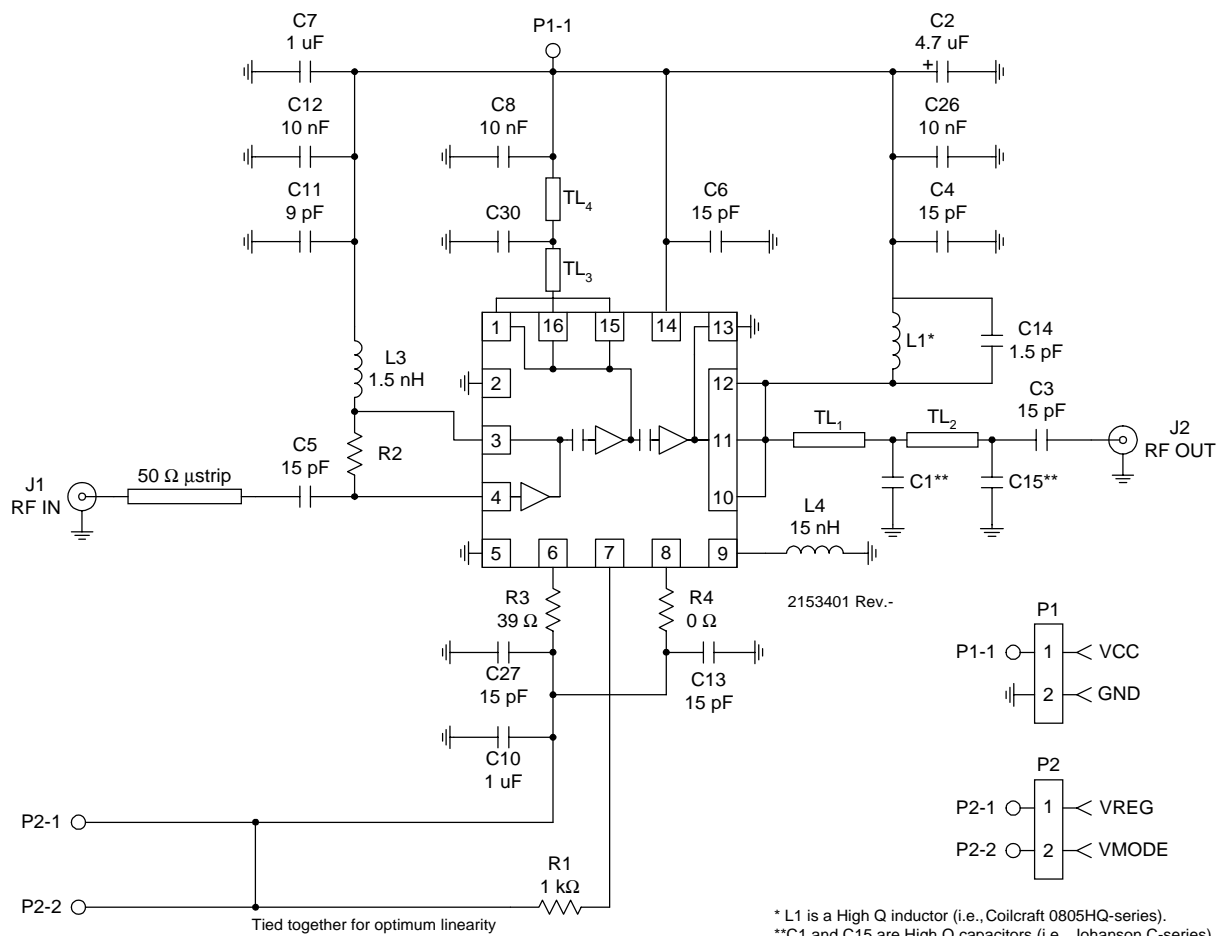 C7
1 uF
P1-1
C2
4.7 uF
+
C12
10 nF
C8
10 nF
C26
10 nF
C11
9 pF
C30
TL4
C6
15 pF
C4
15 pF
TL3
1
16
15
14
13
L1*
C14
1.5 pF
L3
1.5 nH
2
12
C3
15 pF
3
11
TL1
TL2
J2
RF OUT
R2
C5
15 pF
J1
RF IN
50 Ω μstrip
4
10
C1**
C15**
L4
15 nH
5
6
7
8
9
R3
39 Ω
R4
0 Ω
2153401 Rev.-
C27
15 pF
C13
15 pF
P1
P1-1
1
VCC
2
GND
C10
1 uF
P2
P2-1
1
VREG
P2-2
2
VMODE
P2-1
R1
1 kΩ
P2-2
Tied together for optimum linearity
* L1 is a High Q inductor (i.e., Coilcraft 0805HQ-series).
**C1 and C15 are High Q capacitors (i.e., Johanson C-series).